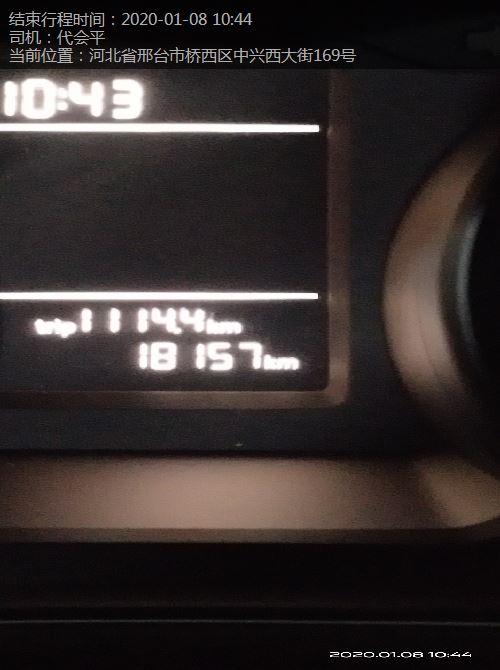 结束行程时间：2020-01-08 10:44
司机：代会平
当前位置：河北省邢台市桥西区中兴西大街169号
10:43
trip 1114.4km
18157km
2020.01.08 10:44